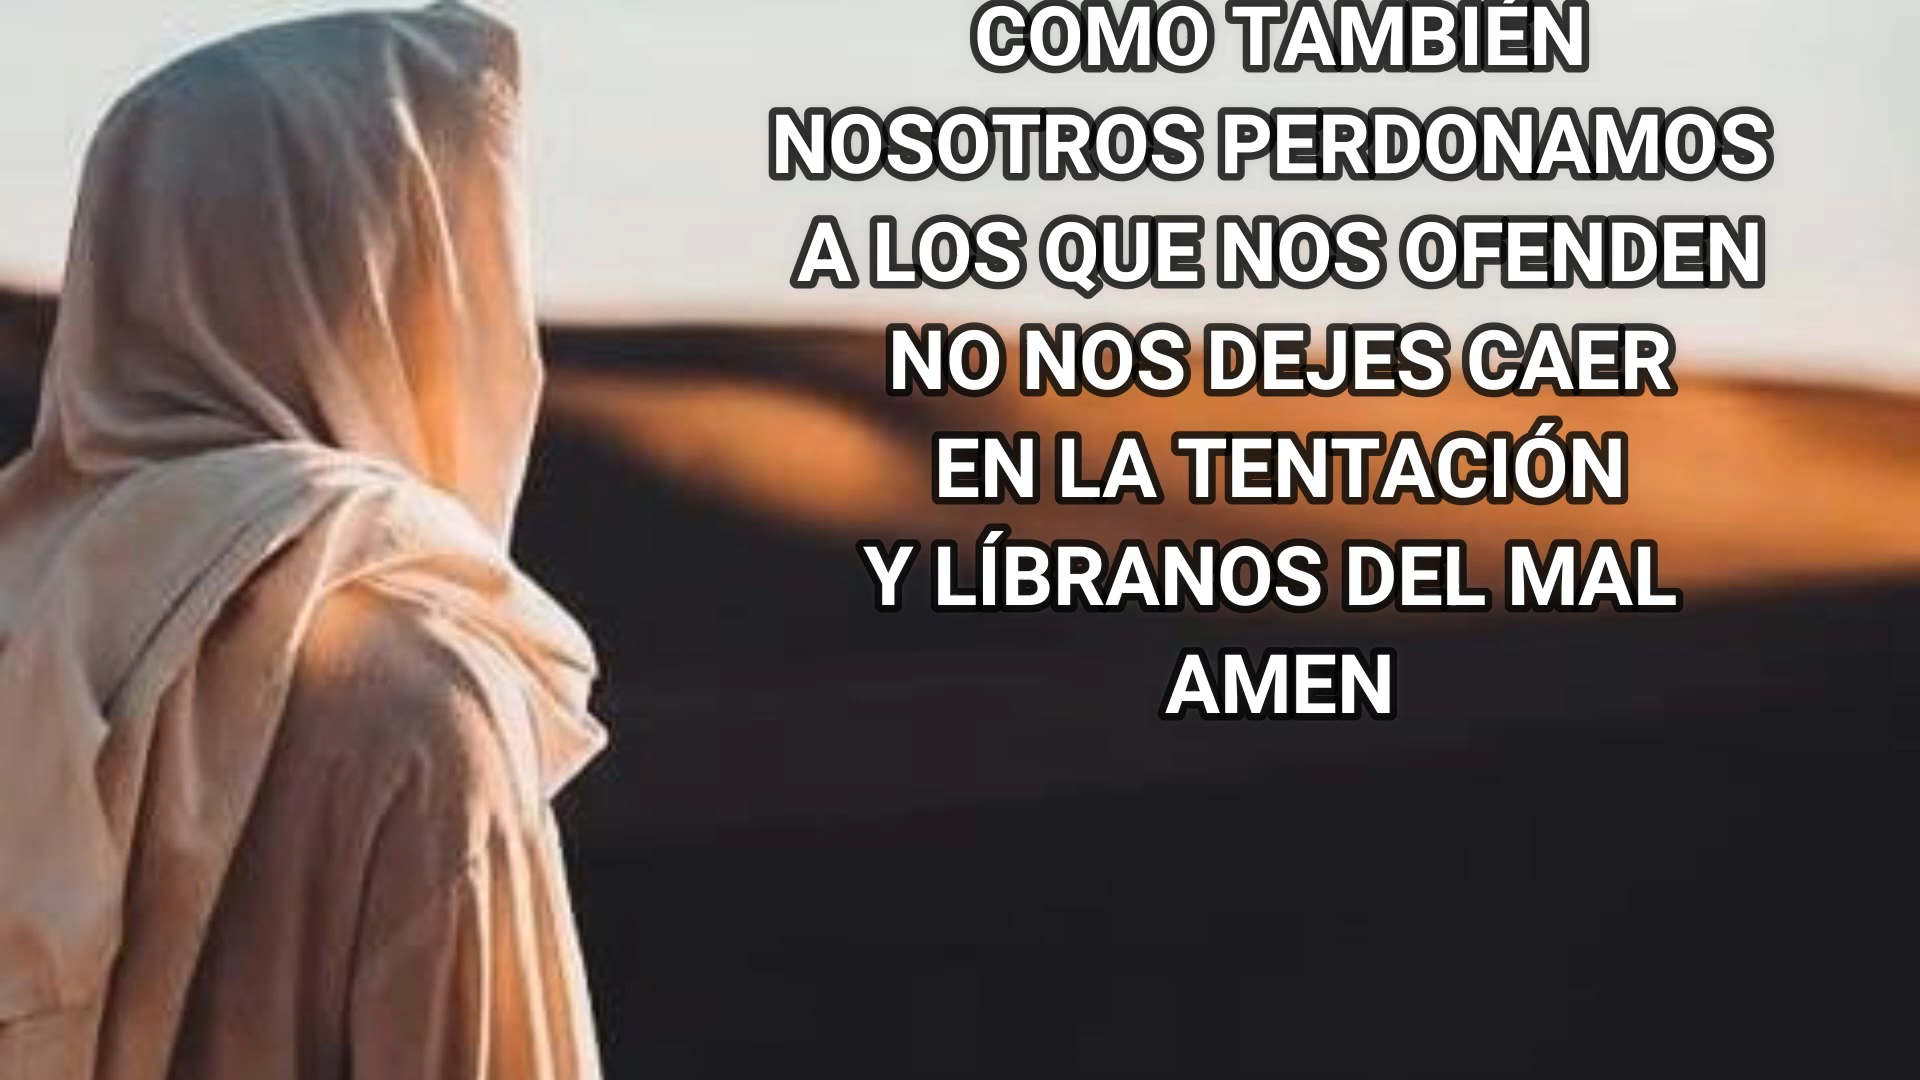 COMO TAMBIÉN
NOSOTROS PERDONAMOS
A LOS QUE NOS OFENDEN
NO NOS DEJES CAER
EN LA TENTACIÓN
Y LÍBRANOS DEL MAL
AMEN